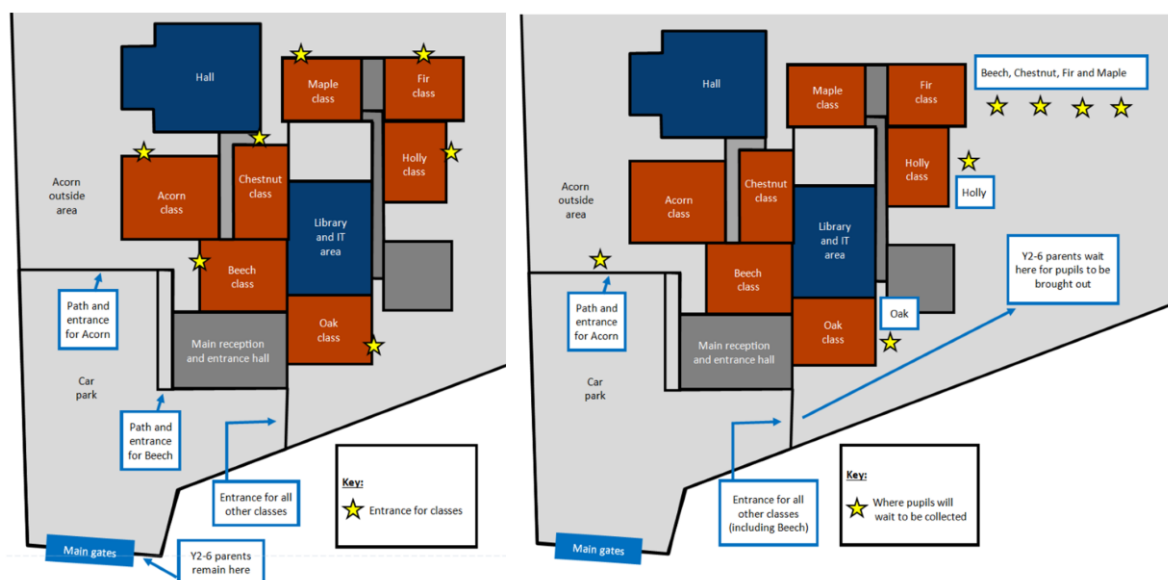 Hall
Maple
class
Fir
class
Holly
class
Chestnut
class
Acorn
class
Acorn
outside
area
Library
and IT
area
Beech
class
Path and
entrance
for Acorn
Oak
class
Main reception
and entrance hall
Car
park
Path and
entrance
for Beech
Entrance for all
other classes
Key:
Entrance for classes
Main gates
Y2-6 parents
remain here
Hall
Maple
class
Fir
class
Beech, Chestnut, Fir and Maple
Holly
class
Holly
Chestnut
class
Acorn
class
Acorn
outside
area
Library
and IT
area
Y2-6 parents wait
here for pupils to be
brought out
Beech
class
Path and
entrance
for Acorn
Oak
Oak
class
Main reception
and entrance hall
Car
park
Entrance for all
other classes
(including Beech)
Key:
Where pupils will
wait to be collected
Main gates